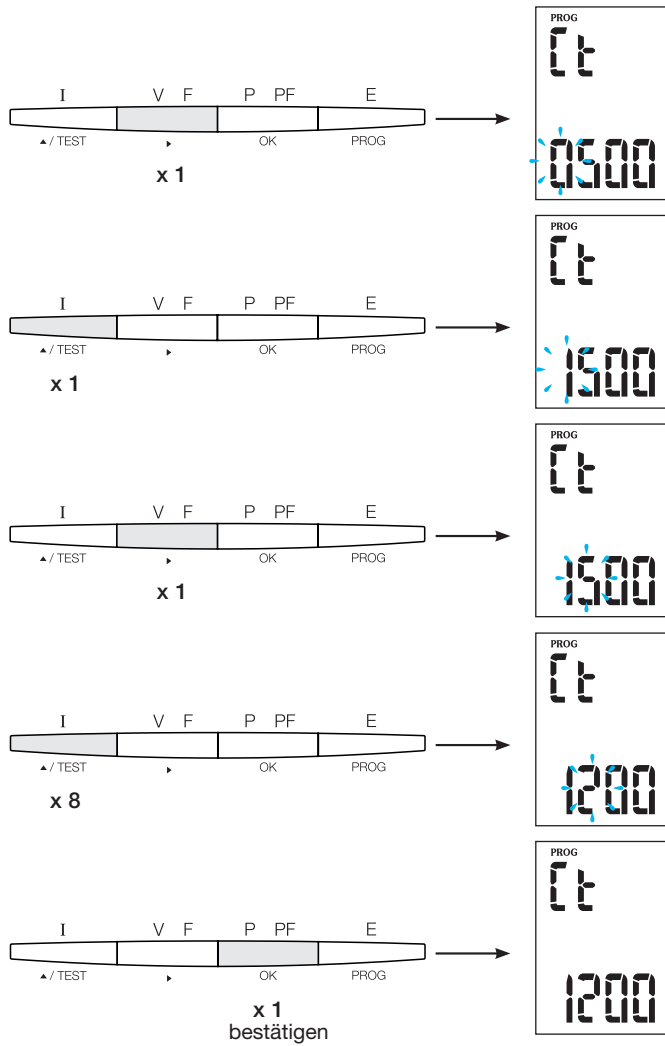 PROG
Ct
I V F P PF E
▲ / TEST ▶ OK PROG
x 1
0500
PROG
Ct
I V F P PF E
▲ / TEST ▶ OK PROG
x 1
1500
PROG
Ct
I V F P PF E
▲ / TEST ▶ OK PROG
x 1
1500
PROG
Ct
I V F P PF E
▲ / TEST ▶ OK PROG
x 8
1200
PROG
Ct
I V F P PF E
▲ / TEST ▶ OK PROG
x 1
bestätigen
1200